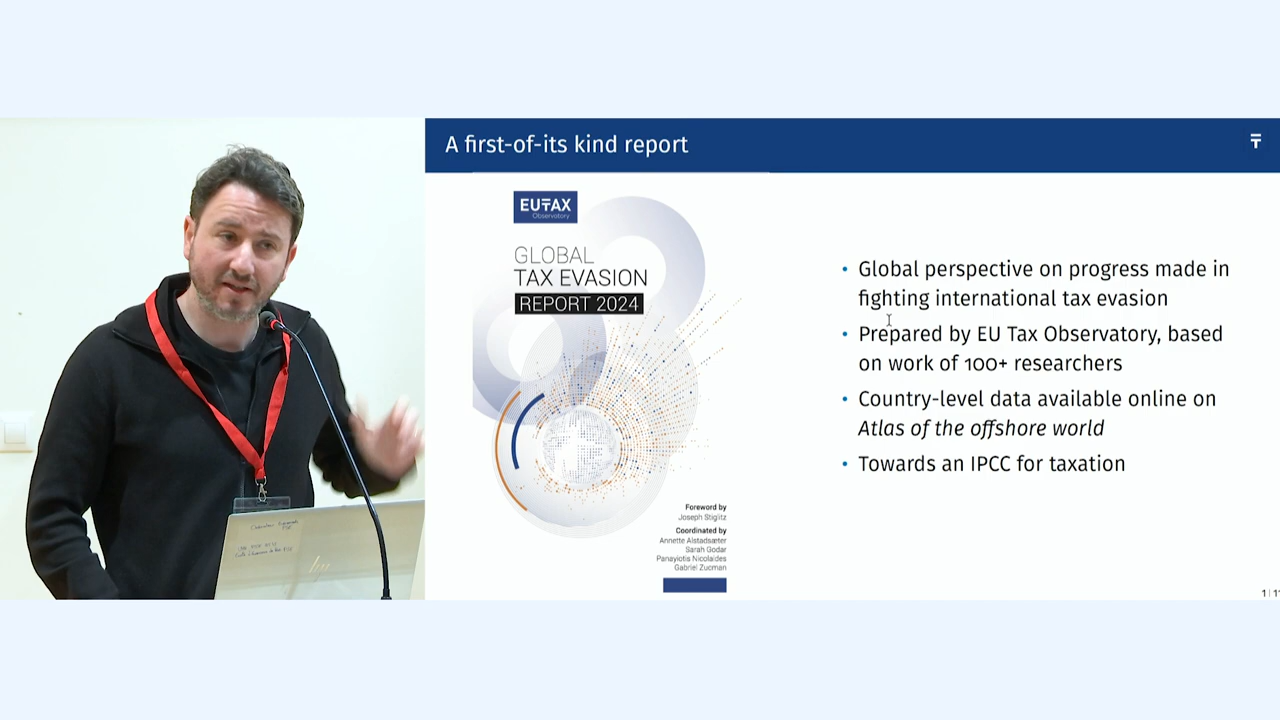 A first-of-its kind report
EUTAX
Observatory
GLOBAL
TAX EVASION
REPORT 2024
Foreword by
Joseph Stiglitz
Coordinated by
Annette Alstadsæter
Sarah Godar
Panayiotis Nicolaides
Gabriel Zucman
• Global perspective on progress made in
fighting international tax evasion
• Prepared by EU Tax Observatory, based
on work of 100+ researchers
• Country-level data available online on
Atlas of the offshore world
• Towards an IPCC for taxation
hp